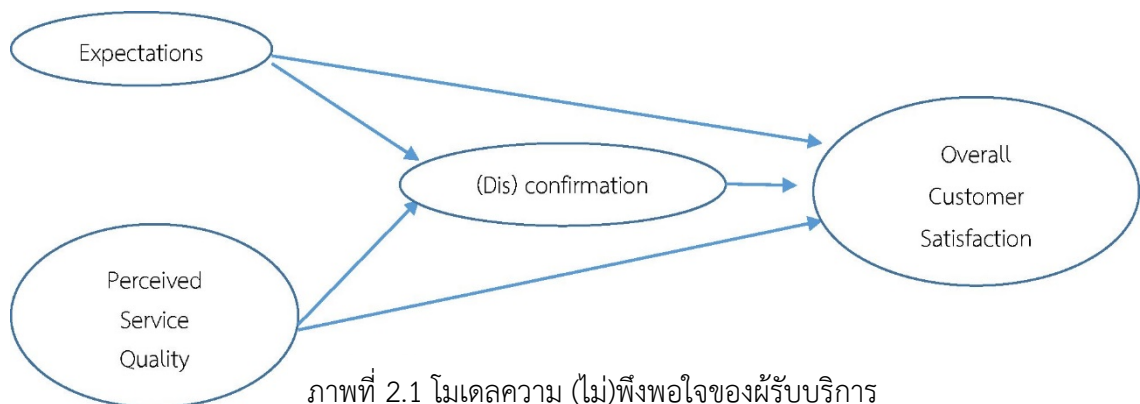 Expectations
(Dis) confirmation
Overall
Customer
Satisfaction
Perceived
Service
Quality
ภาพที่ 2.1 โมเดลความ (ไม่)พึงพอใจของผู้รับบริการ